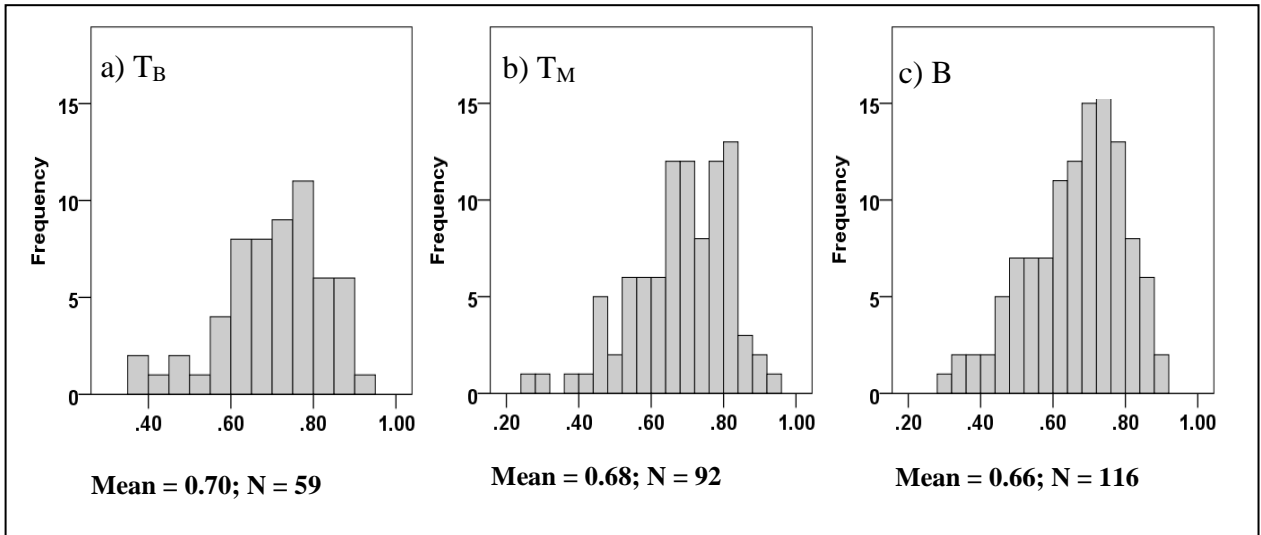 a) T_B
15
10
5
0
Frequency
.40 .60 .80 1.00
Mean = 0.70; N = 59
b) T_M
15
10
5
0
Frequency
.20 .40 .60 .80 1.00
Mean = 0.68; N = 92
c) B
15
10
5
0
Frequency
.20 .40 .60 .80 1.00
Mean = 0.66; N = 116